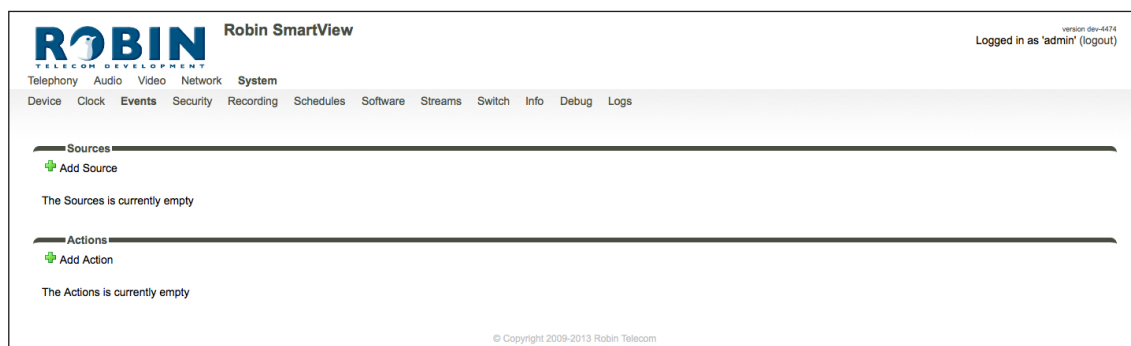 ROBIN
TELECOM DEVELOPMENT
Robin SmartView
version dev-4474
Logged in as 'admin' (logout)
Telephony Audio Video Network System
Device Clock Events Security Recording Schedules Software Streams Switch Info Debug Logs
Sources
Add Source
The Sources is currently empty
Actions
Add Action
The Actions is currently empty
© Copyright 2009-2013 Robin Telecom